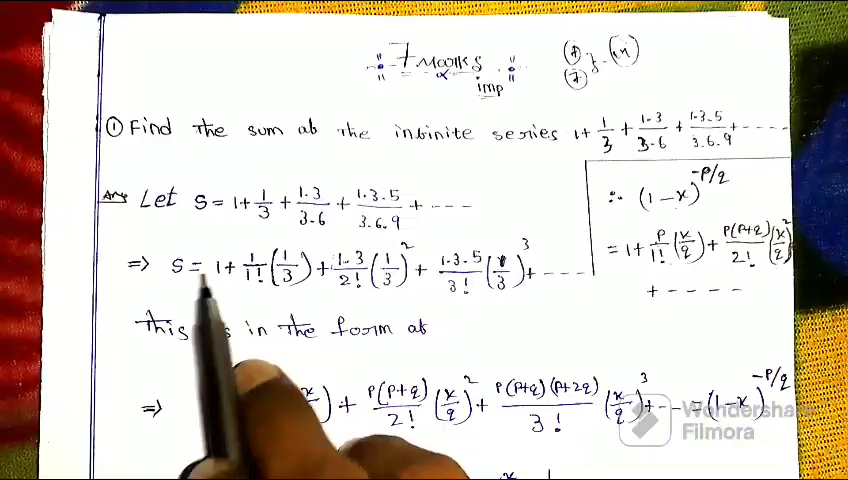 7 marks
imp
① Find the sum of the infinite series 1+ 1/3 + 1·3/3·6 + 1·3·5/3·6·9 + ----
Ans Let S = 1 + 1/3 + 1·3/3·6 + 1·3·5/3·6·9 + ---
⇒ S = 1 + 1/1! (1/3) + 1·3/2! (1/3)² + 1·3·5/3! (1/3)³ + ----
∴ (1-x)^-P/q
= 1 + P/1! (x/q) + P(P+q)/2! (x/q)²
+ ----
This is in the form of
⇒ + P(P+q)/2! (x/q)² + P(P+q)(P+2q)/3! (x/q)³ + -- = (1-x)^-P/q
Wondershare
Filmora